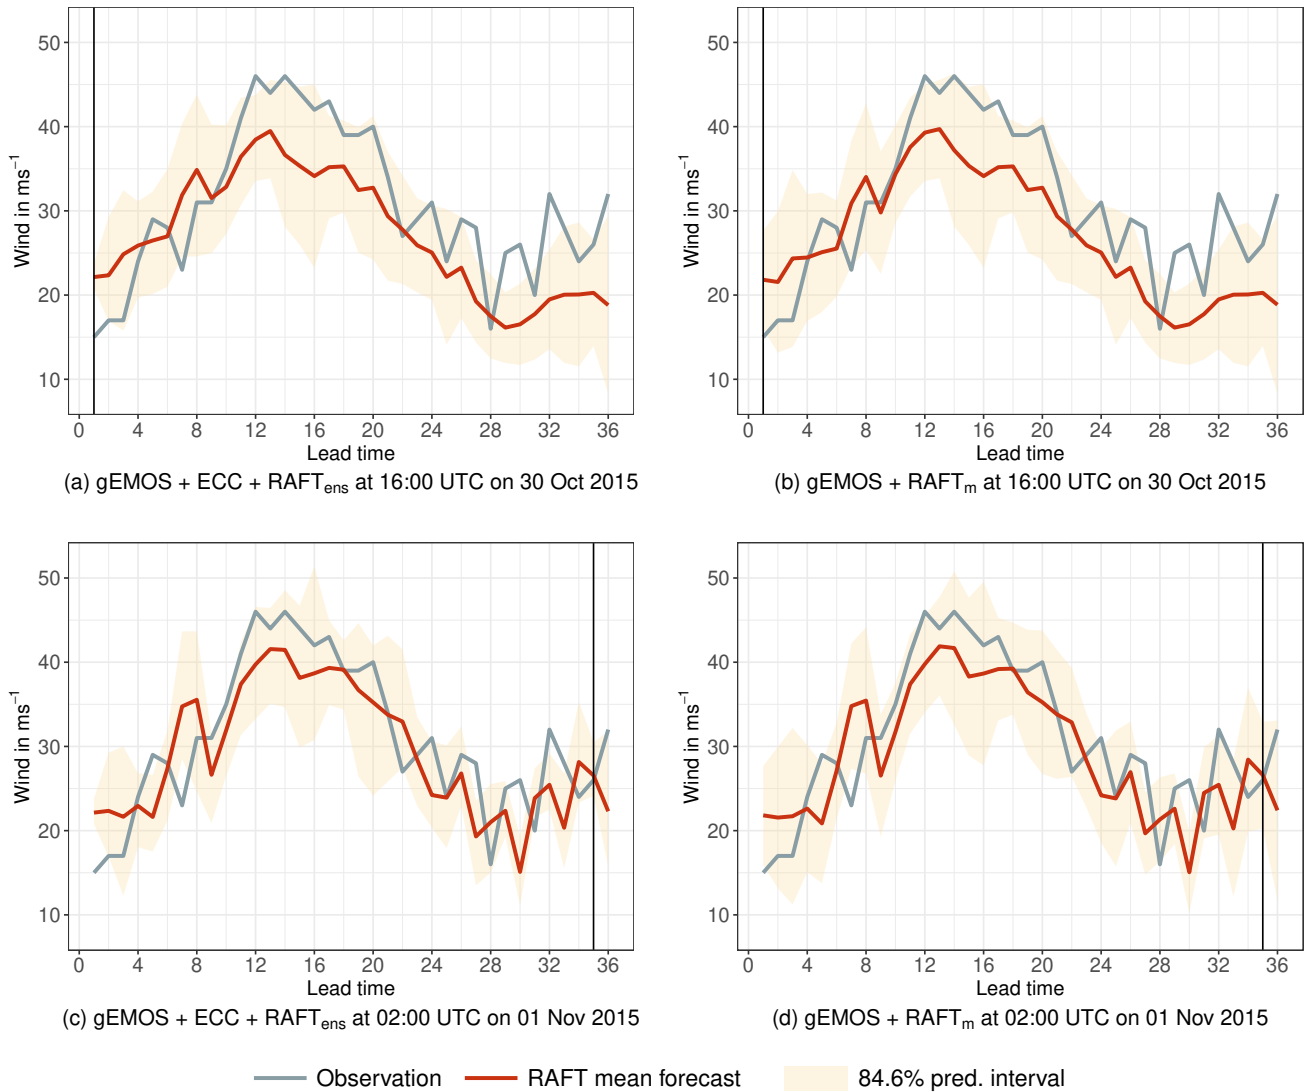 50
40
30
20
10
Wind in ms−1
0 4 8 12 16 20 24 28 32 36
Lead time
(a) gEMOS + ECC + RAFTens at 16:00 UTC on 30 Oct 2015
50
40
30
20
10
Wind in ms−1
0 4 8 12 16 20 24 28 32 36
Lead time
(b) gEMOS + RAFTm at 16:00 UTC on 30 Oct 2015
50
40
30
20
10
Wind in ms−1
0 4 8 12 16 20 24 28 32 36
Lead time
(c) gEMOS + ECC + RAFTens at 02:00 UTC on 01 Nov 2015
50
40
30
20
10
Wind in ms−1
0 4 8 12 16 20 24 28 32 36
Lead time
(d) gEMOS + RAFTm at 02:00 UTC on 01 Nov 2015
Observation RAFT mean forecast 84.6% pred. interval